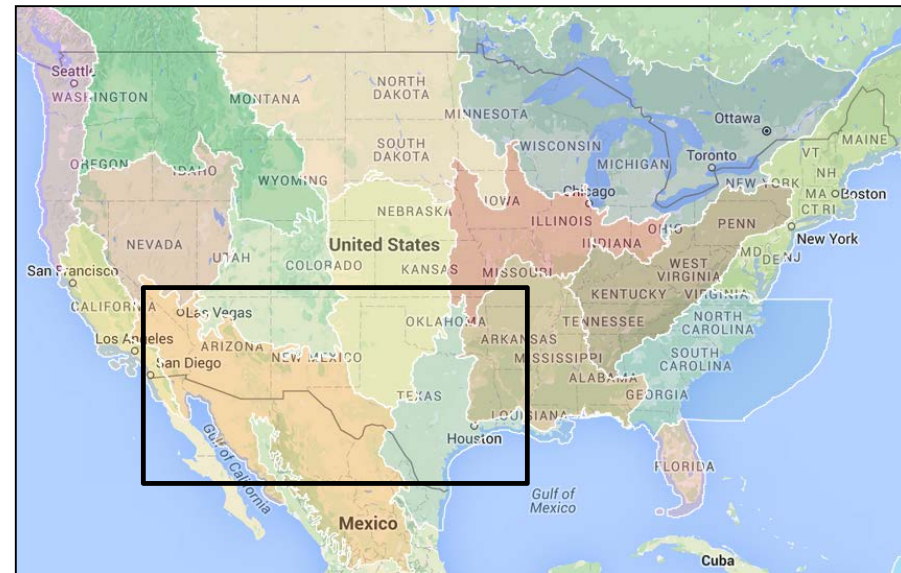 Seattle
WASHINGTON
MONTANA
NORTH
DAKOTA
MINNESOTA
Ottawa
MAINE
OREGON
IDAHO
SOUTH
DAKOTA
WISCONSIN
MICHIGAN
Toronto
VT
NH
WYOMING
Chicago
NEW YORK
MA
Boston
CT
RI
NEBRASKA
IOWA
ILLINOIS
INDIANA
OHIO
PENN
New York
NEVADA
UTAH
COLORADO
United States
KANSAS
MISSOURI
WEST
VIRGINIA
MD
DE
NJ
San Francisco
CALIFORNIA
Las Vegas
KENTUCKY
VIRGINIA
Los Angeles
ARIZONA
NEW MEXICO
OKLAHOMA
ARKANSAS
TENNESSEE
NORTH
CAROLINA
San Diego
MISSISSIPPI
SOUTH
CAROLINA
TEXAS
ALABAMA
GEORGIA
LOUISIANA
Houston
Gulf of California
FLORIDA
Gulf of
Mexico
Mexico
Cuba